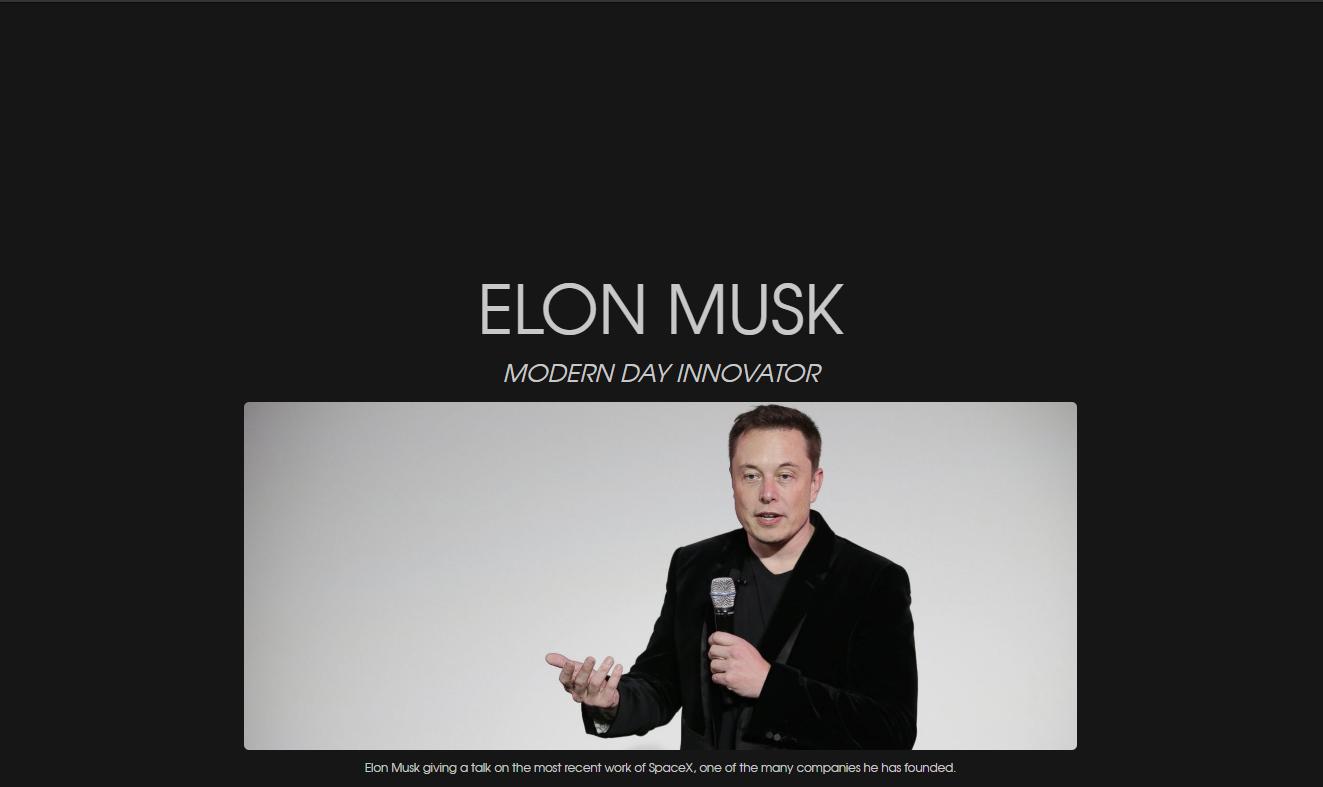 ELON MUSK
MODERN DAY INNOVATOR
Elon Musk giving a talk on the most recent work of SpaceX, one of the many companies he has founded.